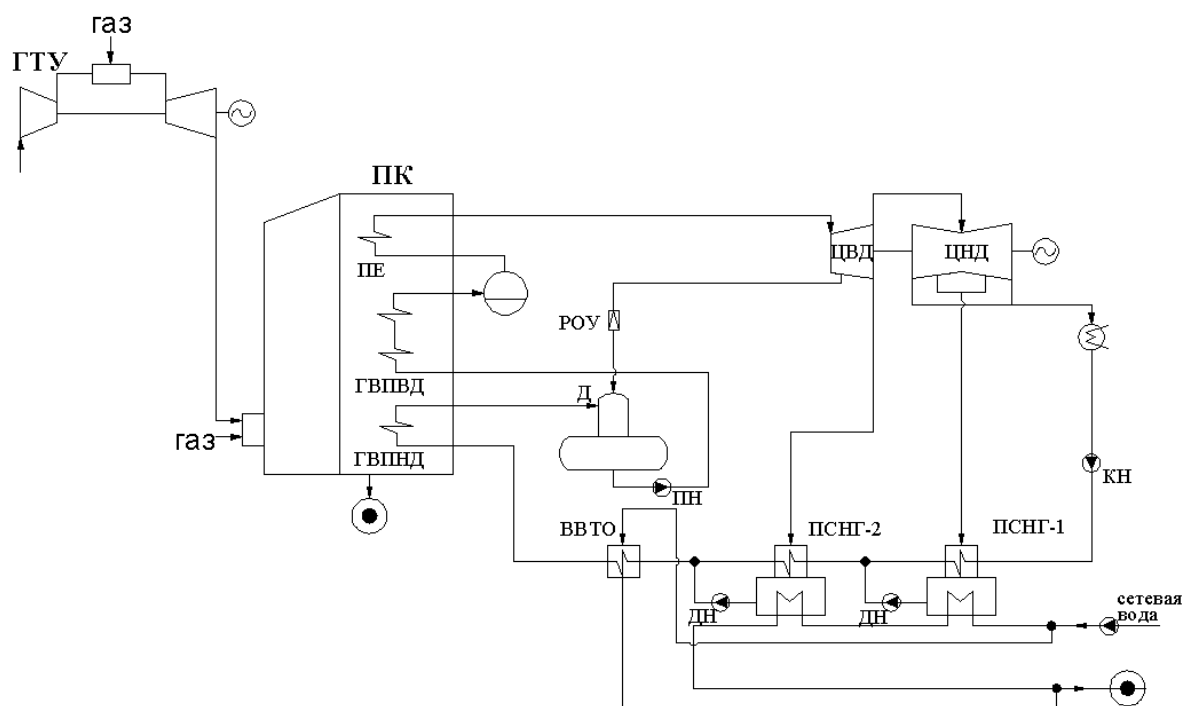 газ
ГТУ
ПК
ЦВД
ЦНД
ПЕ
РОУ
ГВПВД
Д
газ
ГВПНД
КН
ПН
ВВТО
ПСНГ-2
ПСНГ-1
ДН
ДН
сетевая
вода